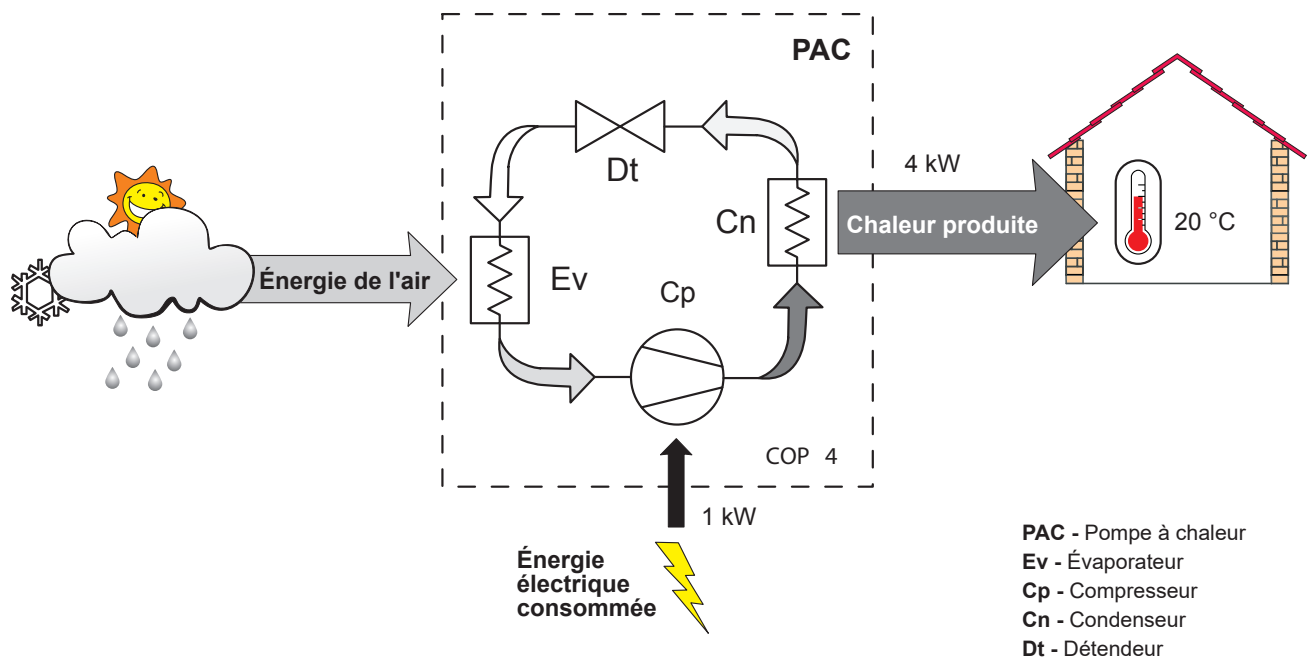 PAC
Dt
4 kW
Cn
Chaleur produite
20 °C
Énergie de l'air
Ev
Cp
COP 4
1 kW
Énergie
électrique
consommée
PAC - Pompe à chaleur
Ev - Évaporateur
Cp - Compresseur
Cn - Condenseur
Dt - Détendeur